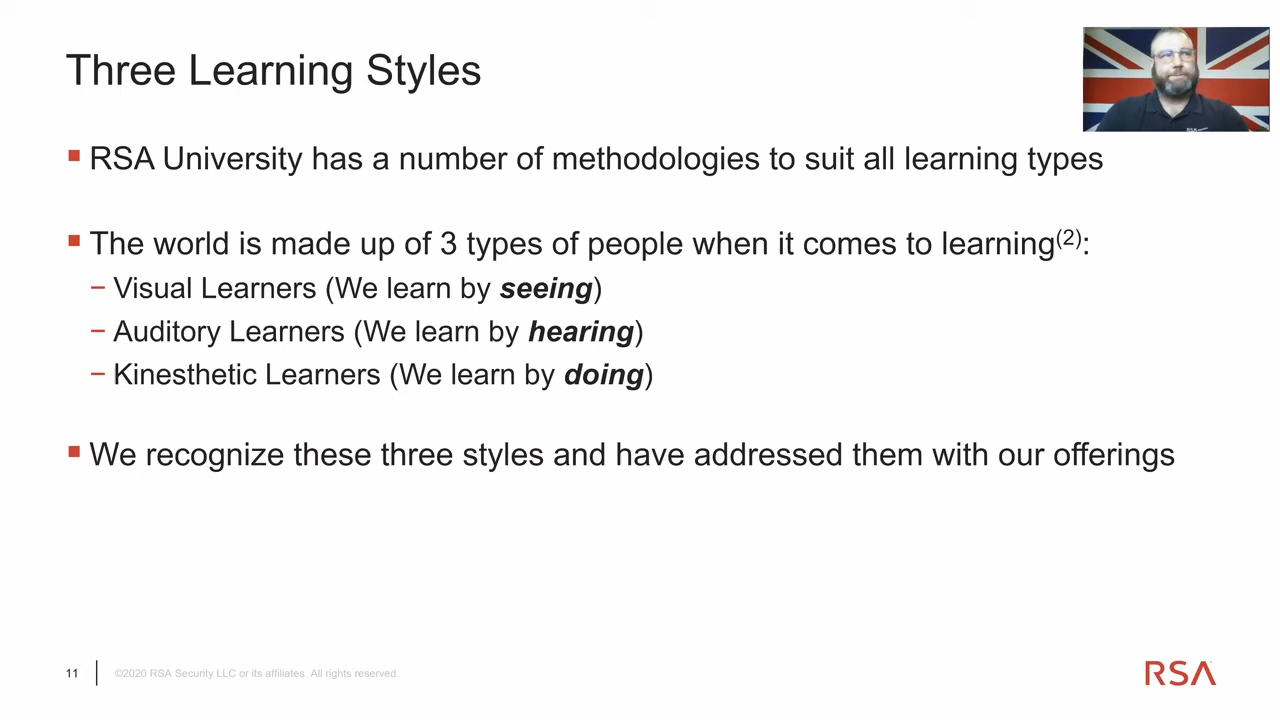 Three Learning Styles
RSA University has a number of methodologies to suit all learning types
The world is made up of 3 types of people when it comes to learning(2):
− Visual Learners (We learn by seeing)
− Auditory Learners (We learn by hearing)
− Kinesthetic Learners (We learn by doing)
We recognize these three styles and have addressed them with our offerings
11
©2020 RSA Security LLC or its affiliates. All rights reserved.
RSA
RSA